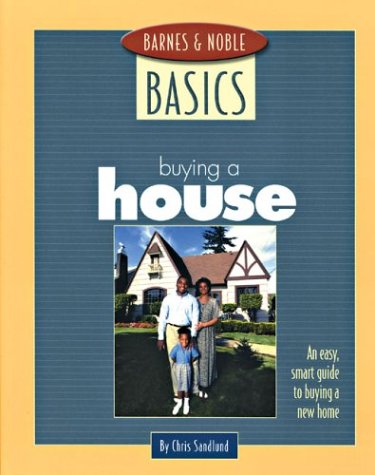 BARNES & NOBLE
BASICS
buying a
house
An easy,
smart guide
to buying a
new home
By Chris Sandlund